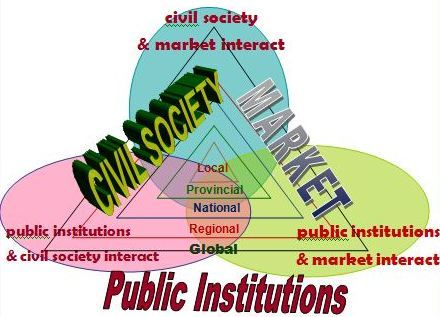 civil society
& market interact
CIVIL SOCIETY
MARKET
Local
Provincial
National
Regional
Global
public institutions
& civil society interact
public institutions
& market interact
Public Institutions